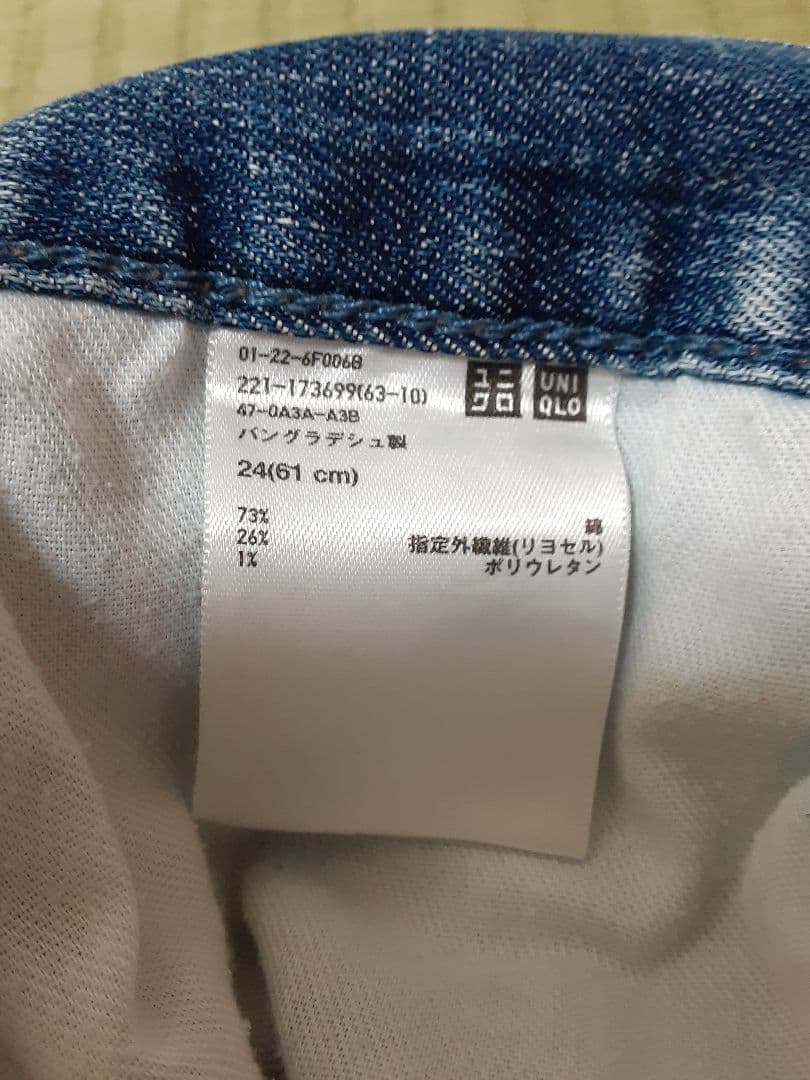 01-22-6F006B
221-173699(63-10)
47-0A3A-A3B
バングラデシュ製
24(61 cm)
ユニ
クロ
UNI
QLO
73% 綿
26% 指定外繊維(リヨセル)
1% ポリウレタン